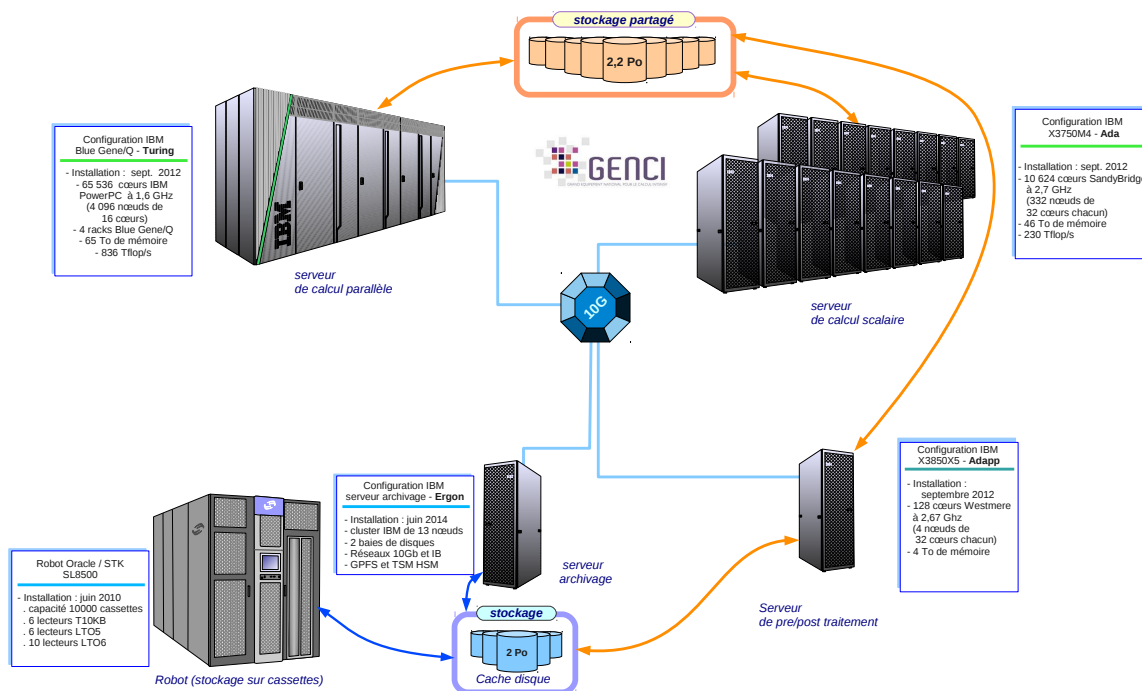 stockage partagé
2,2 Po
Configuration IBM
Blue Gene/Q - Turing
- Installation : sept. 2012
- 65 536 cœurs IBM
PowerPC à 1,6 GHz
(4 096 nœuds de
16 cœurs)
- 4 racks Blue Gene/Q
- 65 To de mémoire
- 836 Tflop/s
IBM
serveur
de calcul parallèle
GENCI
GRAND EQUIPEMENT NATIONAL POUR LE CALCUL INTENSIF
Configuration IBM
X3750M4 - Ada
- Installation : sept. 2012
- 10 624 cœurs SandyBridge
à 2,7 GHz
(332 nœuds de
32 cœurs chacun)
- 46 To de mémoire
- 230 Tflop/s
serveur
de calcul scalaire
10G
Configuration IBM
serveur archivage - Ergon
- Installation : juin 2014
- cluster IBM de 13 nœuds
- 2 baies de disques
- Réseaux 10Gb et IB
- GPFS et TSM HSM
serveur
archivage
Configuration IBM
X3850X5 - Adapp
- Installation :
septembre 2012
- 128 cœurs Westmere
à 2,67 Ghz
(4 nœuds de
32 cœurs chacun)
- 4 To de mémoire
Serveur
de pre/post traitement
Robot Oracle / STK
SL8500
- Installation : juin 2010
. capacité 10000 cassettes
. 6 lecteurs T10KB
. 6 lecteurs LTO5
. 10 lecteurs LTO6
Robot (stockage sur cassettes)
stockage
2 Po
Cache disque